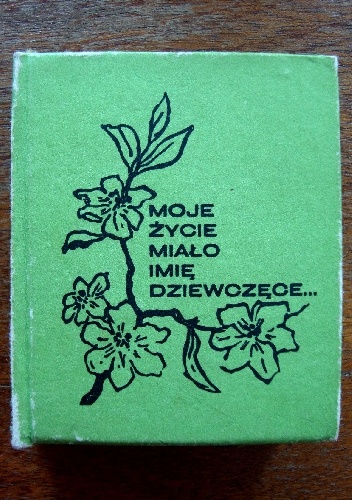 MOJE
ŻYCIE
MIAŁO
IMIĘ
DZIEWCZĘCE...